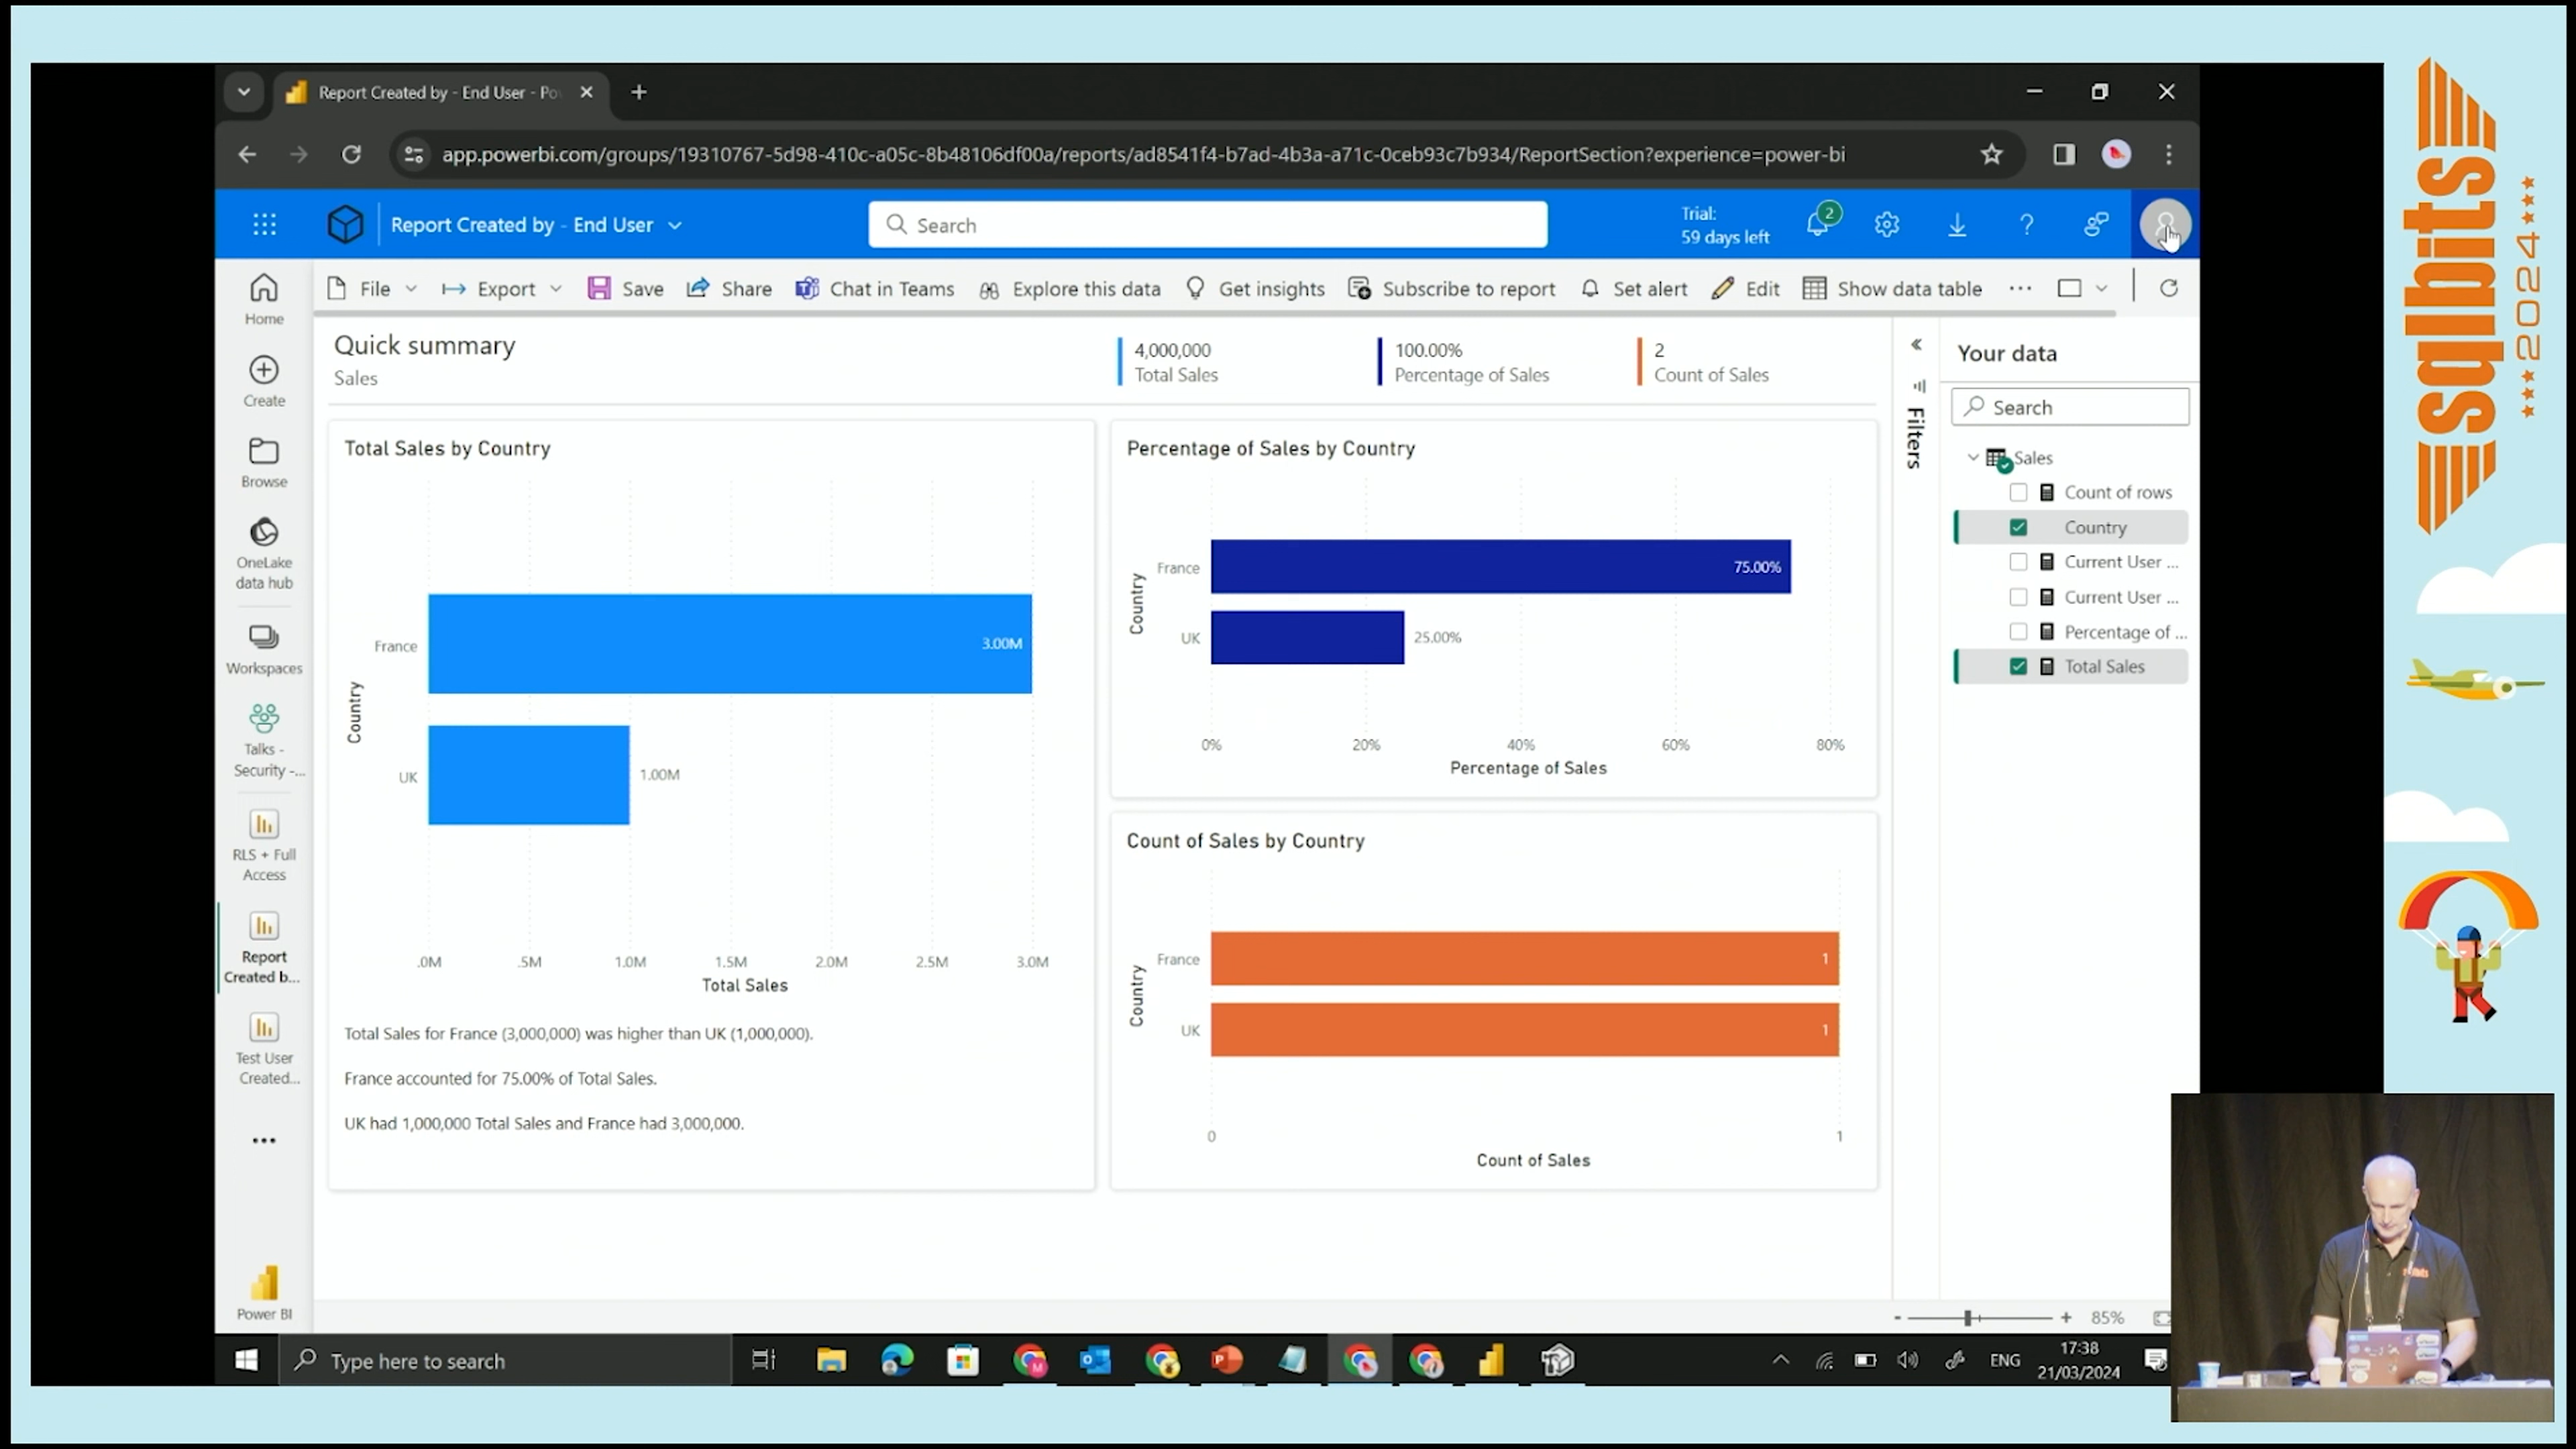 Report Created by - End User - Po
app.powerbi.com/groups/19310767-5d98-410c-a05c-8b48106df00a/reports/ad8541f4-b7ad-4b3a-a71c-0ceb93c7b934/ReportSection?experience=power-bi
Report Created by - End User
Search
Trial:
59 days left
2
File
Export
Save
Share
Chat in Teams
Explore this data
Get insights
Subscribe to report
Set alert
Edit
Show data table
Home
Create
Browse
OneLake
data hub
Workspaces
Talks -
Security -...
RLS + Full
Access
Report
Created b...
Test User
Created...
Power BI
Quick summary
Sales
4,000,000
Total Sales
100.00%
Percentage of Sales
2
Count of Sales
Total Sales by Country
Country
France
3.00M
UK
1.00M
.0M .5M 1.0M 1.5M 2.0M 2.5M 3.0M
Total Sales
Total Sales for France (3,000,000) was higher than UK (1,000,000).
France accounted for 75.00% of Total Sales.
UK had 1,000,000 Total Sales and France had 3,000,000.
Percentage of Sales by Country
Country
France
75.00%
UK
25.00%
0% 20% 40% 60% 80%
Percentage of Sales
Count of Sales by Country
Country
France
1
UK
1
0 1
Count of Sales
Filters
Your data
Search
Sales
Count of rows
Country
Current User ...
Current User ...
Percentage of ...
Total Sales
85%
Type here to search
ENG
17:38
21/03/2024
sqlbits
2024